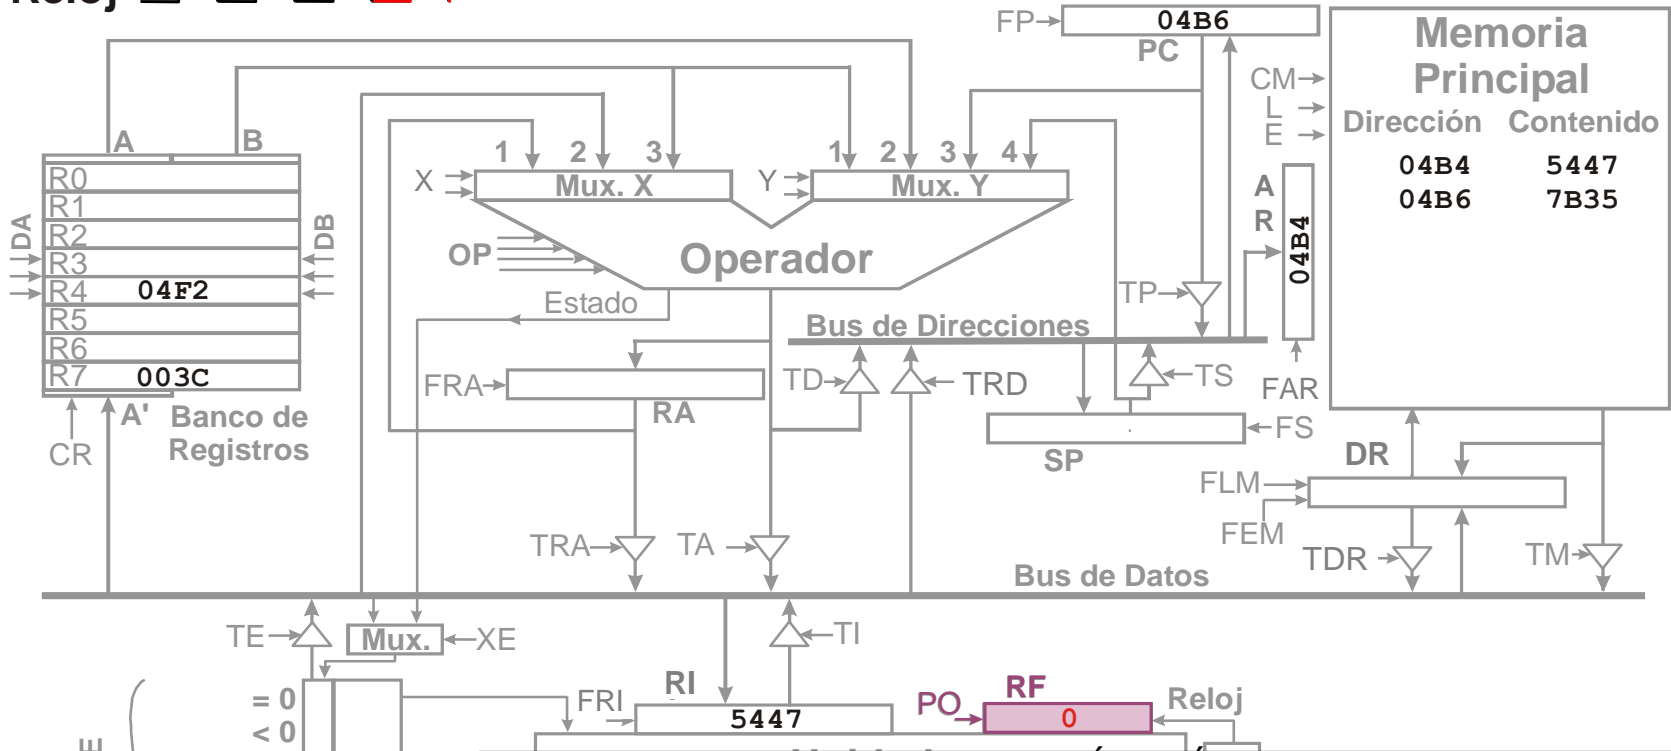 Reloj
FP
04B6
PC
Memoria
Principal
CM
L
E
Dirección Contenido
04B4 5447
04B6 7B35
A B
1 2 3
1 2 3 4
X
Mux. X
Y
Mux. Y
A
R
04B4
FAR
R0
R1
R2
R3
R4 04F2
R5
R6
R7 003C
DA
DB
OP
Operador
Estado
TP
Bus de Direcciones
FRA
RA
TD
TRD
TS
FS
SP
A'
Banco de
Registros
CR
DR
FLM
FEM
TRA
TA
TDR
TM
Bus de Datos
TE
Mux.
XE
TI
= 0
< 0
E
FRI
RI
5447
PO
RF
0
Reloj